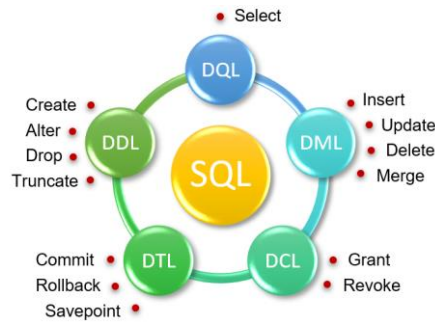 Select
DQL
Create
Alter
Drop
Truncate
DDL
SQL
DML
Insert
Update
Delete
Merge
Commit
Rollback
Savepoint
DTL
DCL
Grant
Revoke